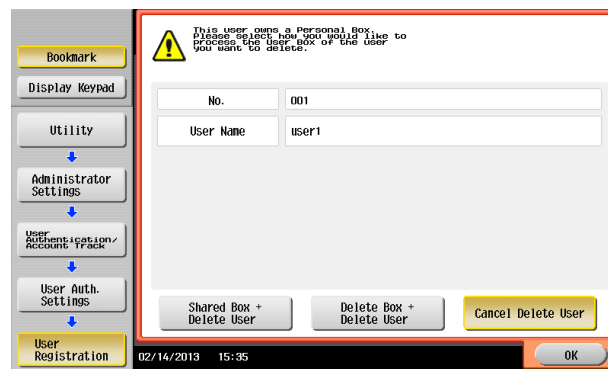 This user owns a Personal Box.
Please select how you would like to
process the User Box of the user
you want to delete.
Bookmark
Display Keypad
Utility
Administrator
Settings
User
Authentication/
Account Track
User Auth.
Settings
User
Registration
No.
001
User Name
user1
Shared Box +
Delete User
Delete Box +
Delete User
Cancel Delete User
02/14/2013 15:35
OK